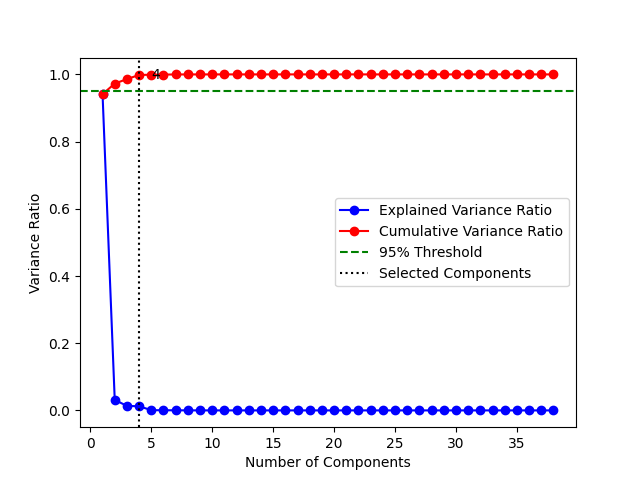 1.0
0.8
0.6
0.4
0.2
0.0
Variance Ratio
4
Explained Variance Ratio
Cumulative Variance Ratio
95% Threshold
Selected Components
0 5 10 15 20 25 30 35
Number of Components